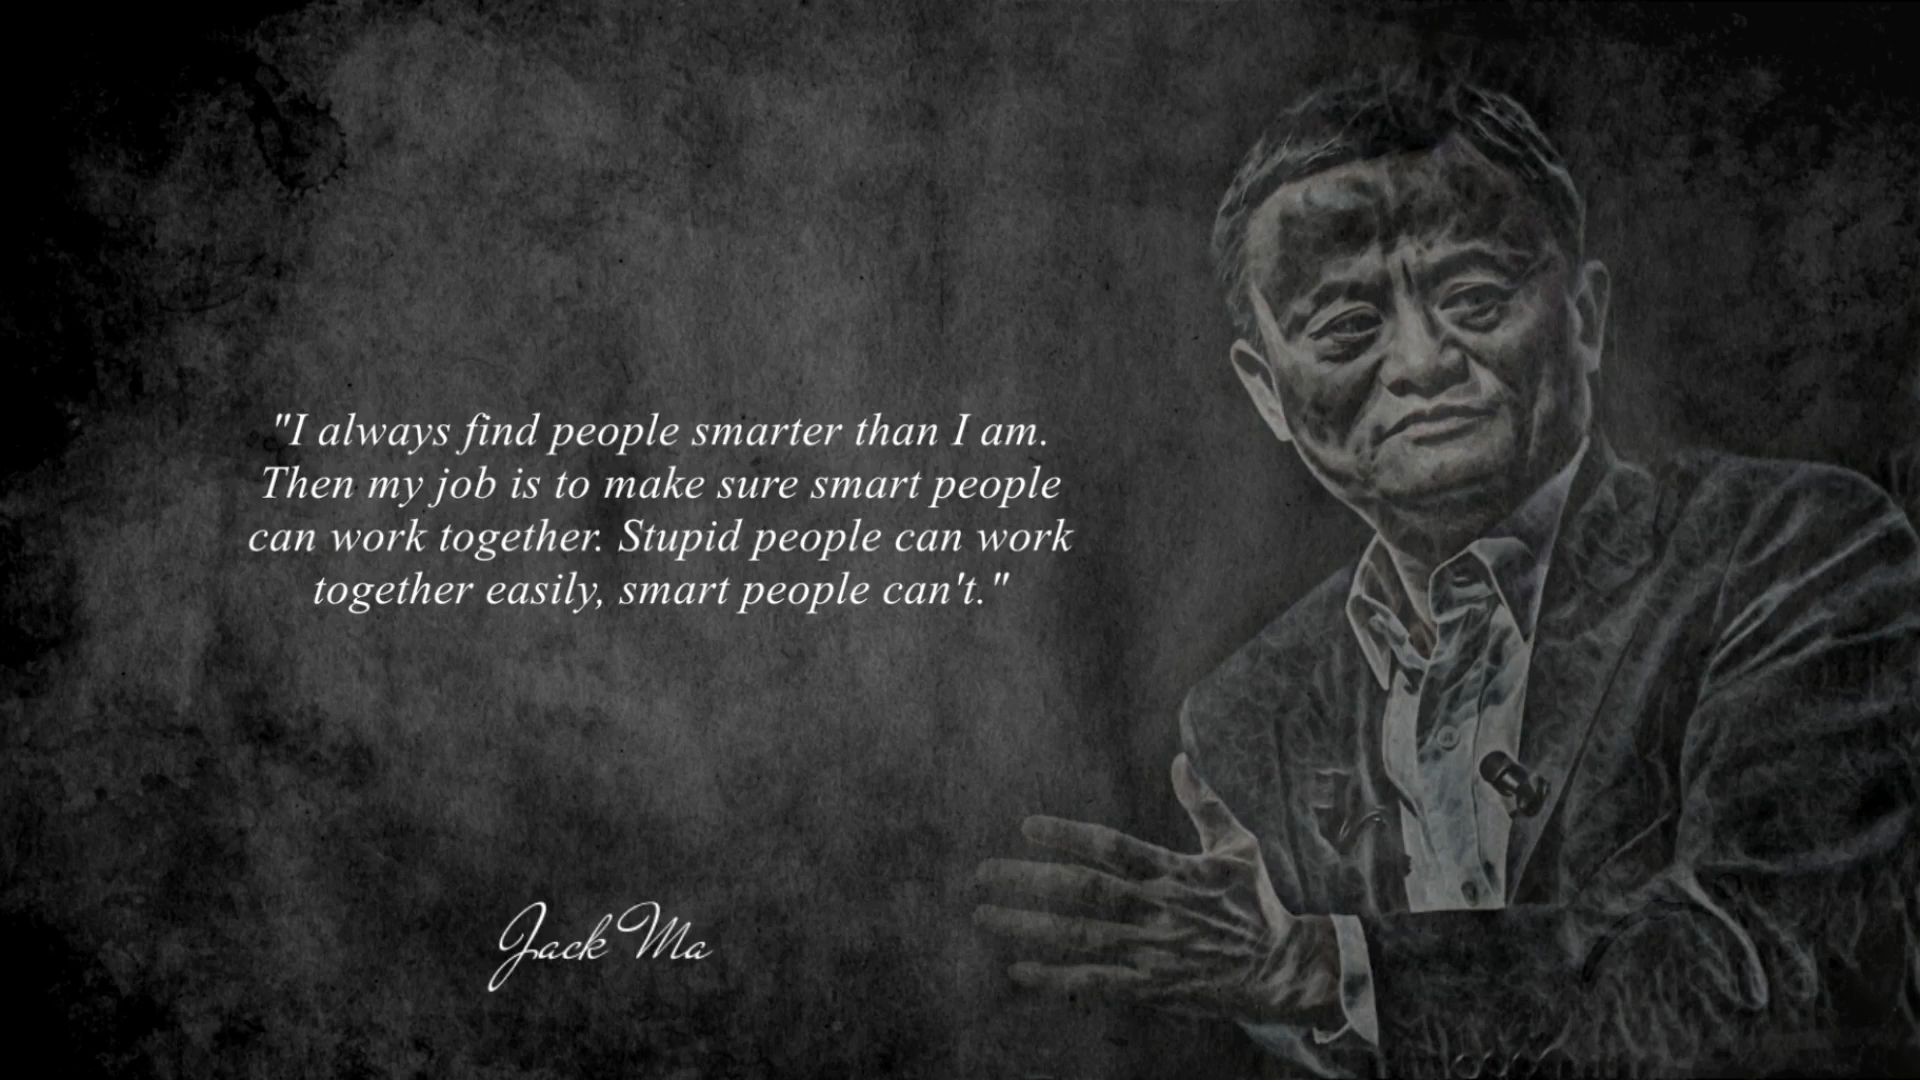 "I always find people smarter than I am.
Then my job is to make sure smart people
can work together. Stupid people can work
together easily, smart people can't."
Jack Ma